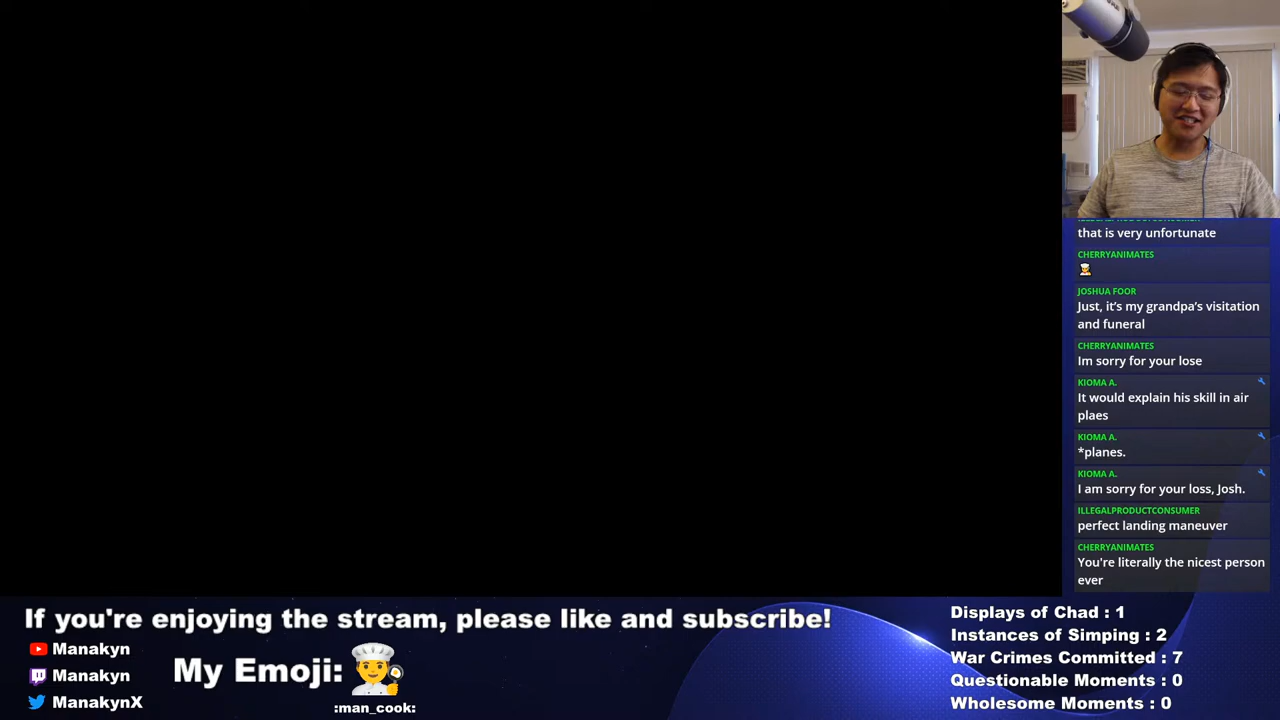 that is very unfortunate
CHERRYANIMATES
JOSHUA FOOR
Just, it's my grandpa's visitation
and funeral
CHERRYANIMATES
Im sorry for your lose
KIOMA A.
It would explain his skill in air
plaes
KIOMA A.
*planes.
KIOMA A.
I am sorry for your loss, Josh.
ILLEGALPRODUCTCONSUMER
perfect landing maneuver
CHERRYANIMATES
You're literally the nicest person
ever
If you're enjoying the stream, please like and subscribe!
Manakyn
Manakyn
ManakynX
My Emoji:
:man_cook:
Displays of Chad : 1
Instances of Simping : 2
War Crimes Committed : 7
Questionable Moments : 0
Wholesome Moments : 0